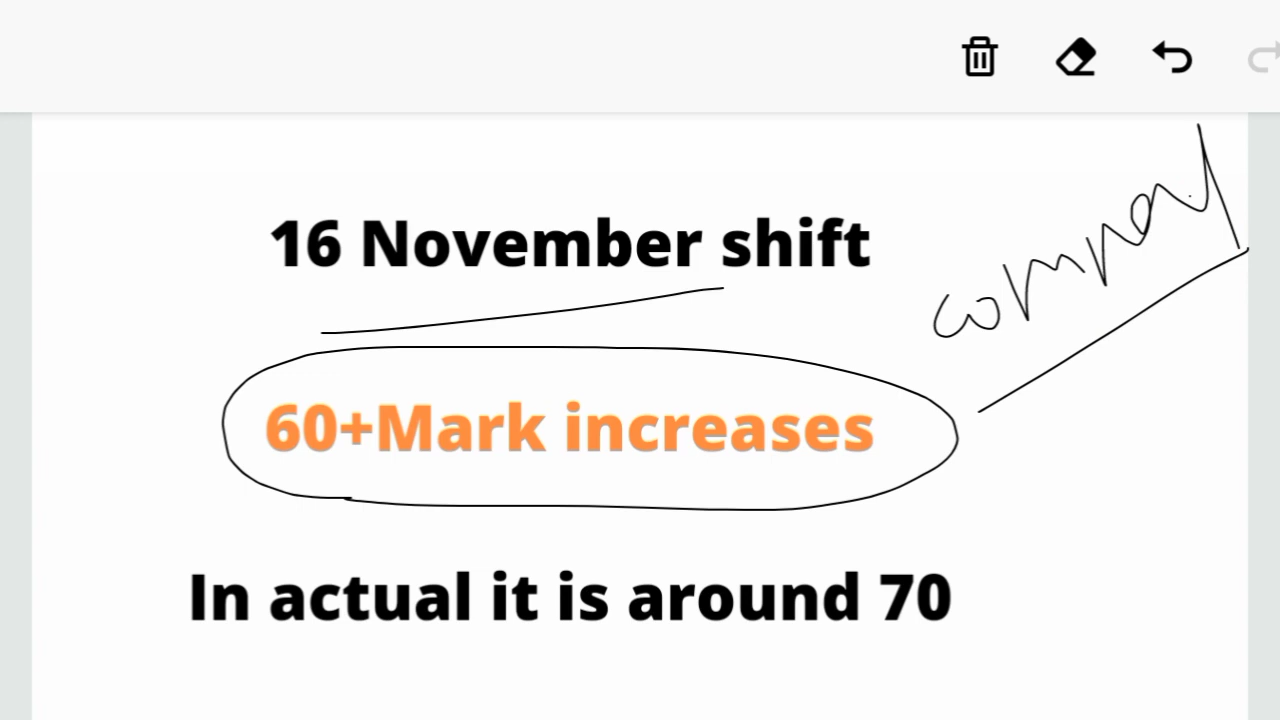 16 November shift
60+Mark increases
In actual it is around 70